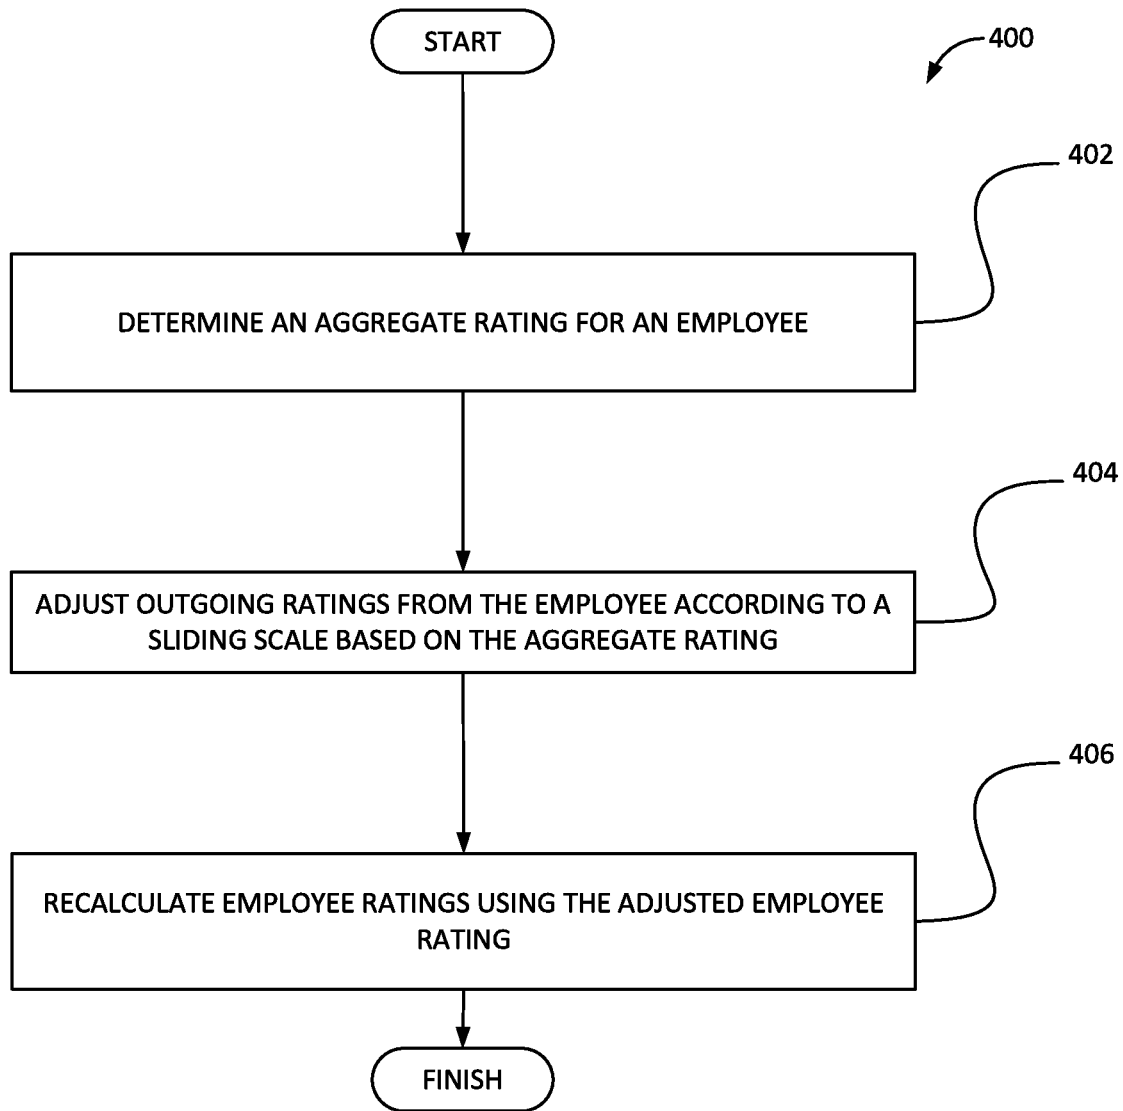 START
400
402
DETERMINE AN AGGREGATE RATING FOR AN EMPLOYEE
404
ADJUST OUTGOING RATINGS FROM THE EMPLOYEE ACCORDING TO A
SLIDING SCALE BASED ON THE AGGREGATE RATING
406
RECALCULATE EMPLOYEE RATINGS USING THE ADJUSTED EMPLOYEE
RATING
FINISH